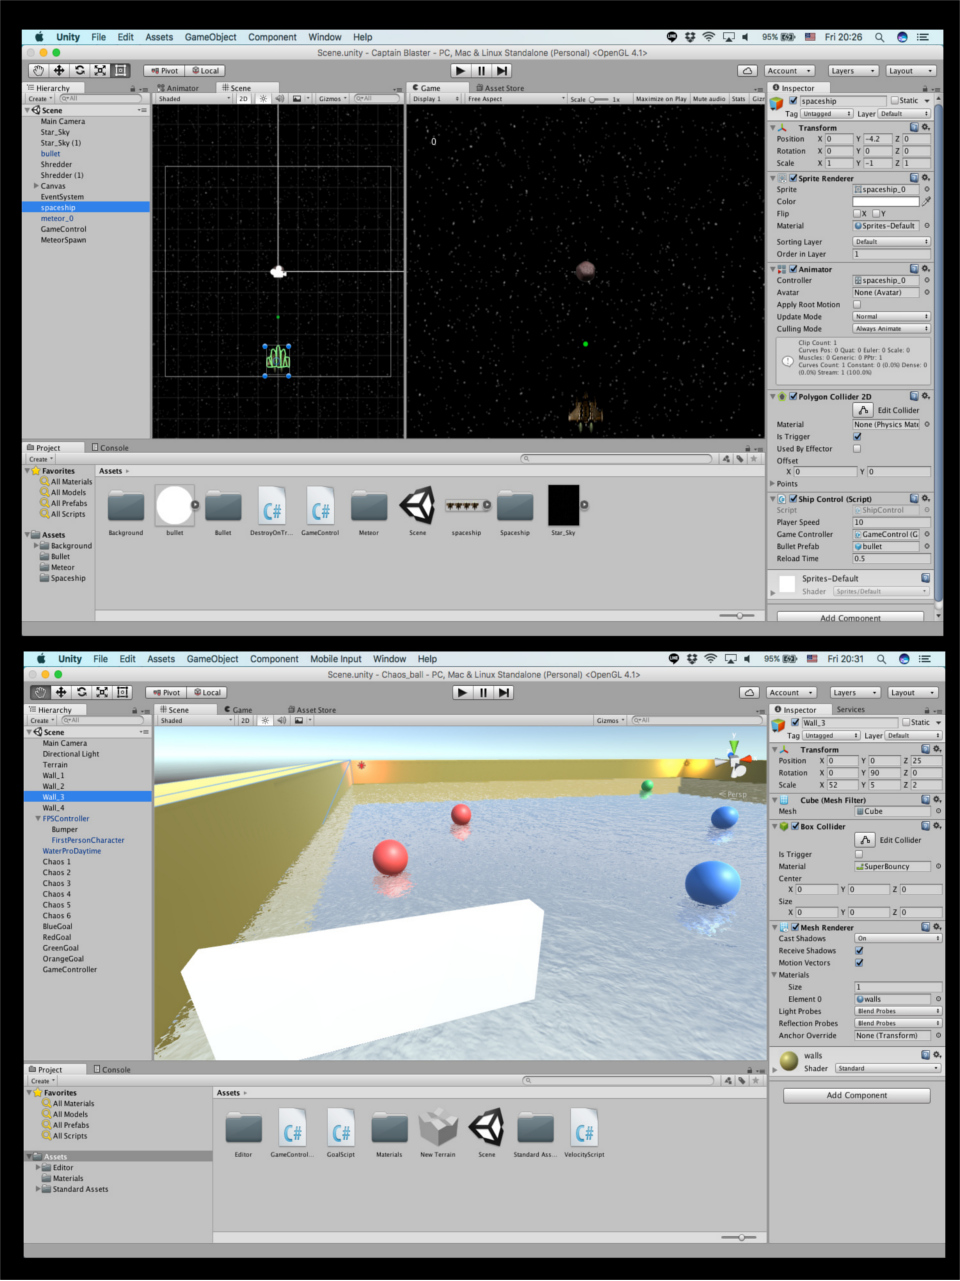 Unity File Edit Assets GameObject Component Window Help 95% Fri 20:26
Scene.unity - Captain Blaster - PC, Mac & Linux Standalone (Personal) <OpenGL 4.1>
Pivot Local Account Layers Layout
Hierarchy Animator Scene Game Asset Store Inspector
Create All Shaded 2D Gizmos All Display 1 Free Aspect Scale 1x Maximize on Play Mute audio Stats Gizr
spaceship Static
Tag Untagged Layer Default
Scene
Main Camera
Star_Sky
Star_Sky (1)
bullet
Shredder
Shredder (1)
Canvas
EventSystem
spaceship
meteor_0
GameControl
MeteorSpawn
0
Transform
Position X 0 Y -4.2 Z 0
Rotation X 0 Y 0 Z 0
Scale X 1 Y -1 Z 1
Sprite Renderer
Sprite spaceship_0
Color
Flip X Y
Material Sprites-Default
Sorting Layer Default
Order in Layer 1
Animator
Controller spaceship_0
Avatar None (Avatar)
Apply Root Motion
Update Mode Normal
Culling Mode Always Animate
Clip Count: 1
Curves Pos: 0 Quat: 0 Euler: 0 Scale: 0
Muscles: 0 Generic: 0 PPtr: 1
Curves Count: 1 Constant: 0 (0.0%) Dense: 0
(0.0%) Stream: 1 (100.0%)
Polygon Collider 2D
Edit Collider
Material None (Physics Mate
Is Trigger
Used By Effector
Offset
X 0 Y 0
Points
Ship Control (Script)
Script ShipControl
Player Speed 10
Game Controller GameControl (G
Bullet Prefab bullet
Reload Time 0.5
Sprites-Default
Shader Sprites/Default
Add Component
Project Console
Create
Favorites
All Materials
All Models
All Prefabs
All Scripts
Assets
Background
Bullet
Meteor
Spaceship
Assets
Background bullet Bullet DestroyOnTr... GameControl Meteor Scene spaceship Spaceship Star_Sky
Unity File Edit Assets GameObject Component Mobile Input Window Help 95% Fri 20:31
Scene.unity - Chaos_ball - PC, Mac & Linux Standalone (Personal) <OpenGL 4.1>
Pivot Local Account Layers Layout
Hierarchy Scene Game Asset Store Inspector Services
Create All Shaded 2D Gizmos All
Wall_3 Static
Tag Untagged Layer Default
Scene
Main Camera
Directional Light
Terrain
Wall_1
Wall_2
Wall_3
Wall_4
FPSController
Bumper
FirstPersonCharacter
WaterProDaytime
Chaos 1
Chaos 2
Chaos 3
Chaos 4
Chaos 5
Chaos 6
BlueGoal
RedGoal
GreenGoal
OrangeGoal
GameController
Persp
Transform
Position X 0 Y 0 Z 25
Rotation X 0 Y 90 Z 0
Scale X 52 Y 5 Z 2
Cube (Mesh Filter)
Mesh Cube
Box Collider
Edit Collider
Is Trigger
Material SuperBouncy
Center
X 0 Y 0 Z 0
Size
X 0 Y 0 Z 0
Mesh Renderer
Cast Shadows On
Receive Shadows
Motion Vectors
Materials
Size 1
Element 0 walls
Light Probes Blend Probes
Reflection Probes Blend Probes
Anchor Override None (Transform)
walls
Shader Standard
Add Component
Project Console
Create
Favorites
All Materials
All Models
All Prefabs
All Scripts
Assets
Editor
Materials
Standard Assets
Assets
Editor GameControl... GoalScipt Materials New Terrain Scene Standard Ass... VelocityScript